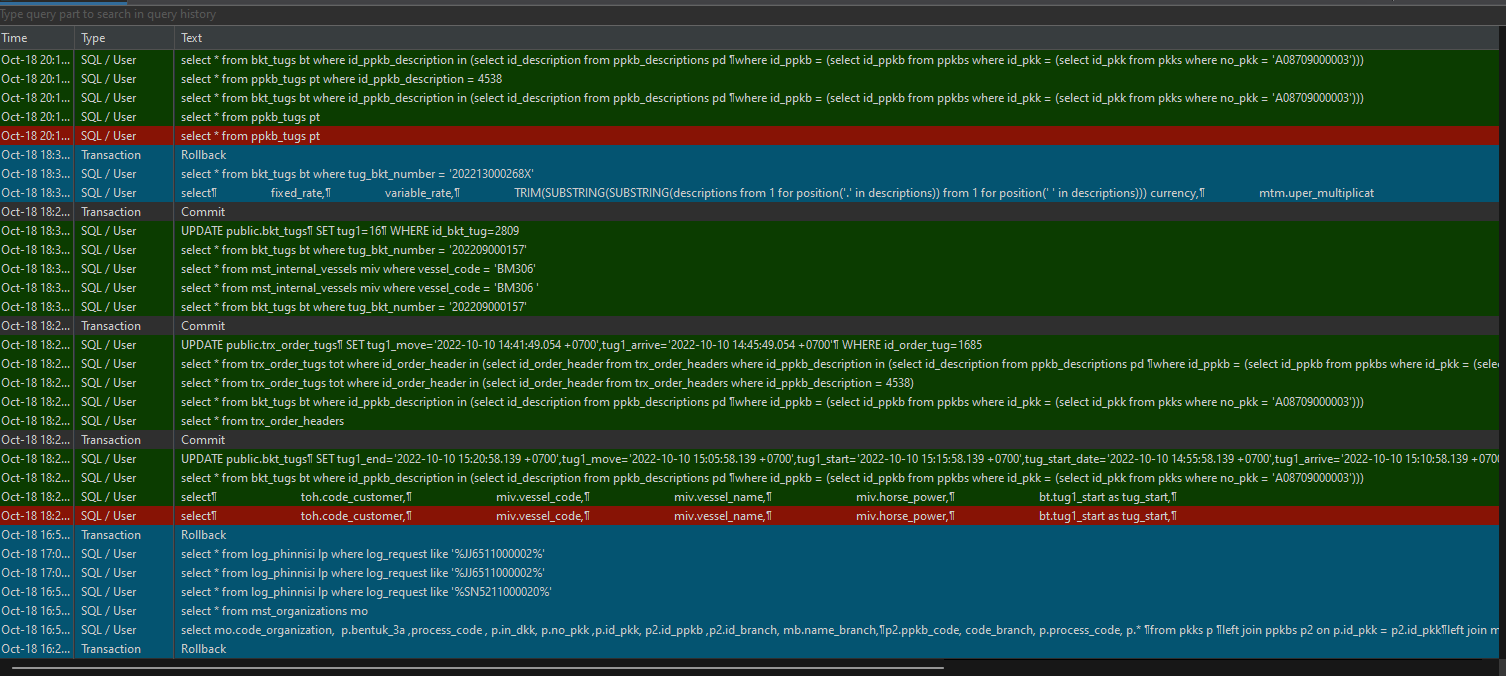 Type query part to search in query history
Time Type Text
Oct-18 20:1... SQL / User select * from bkt_tugs bt where id_ppkb_description in (select id_description from ppkb_descriptions pd ¶where id_ppkb = (select id_ppkb from ppkbs where id_pkk = (select id_pkk from pkks where no_pkk = 'A08709000003')))
Oct-18 20:1... SQL / User select * from ppkb_tugs pt where id_ppkb_description = 4538
Oct-18 20:1... SQL / User select * from bkt_tugs bt where id_ppkb_description in (select id_description from ppkb_descriptions pd ¶where id_ppkb = (select id_ppkb from ppkbs where id_pkk = (select id_pkk from pkks where no_pkk = 'A08709000003')))
Oct-18 20:1... SQL / User select * from ppkb_tugs pt
Oct-18 20:1... SQL / User select * from ppkb_tugs pt
Oct-18 18:3... Transaction Rollback
Oct-18 18:3... SQL / User select * from bkt_tugs bt where tug_bkt_number = '202213000268X'
Oct-18 18:3... SQL / User select¶ fixed_rate,¶ variable_rate,¶ TRIM(SUBSTRING(SUBSTRING(descriptions from 1 for position('.' in descriptions)) from 1 for position(' ' in descriptions))) currency,¶ mtm.uper_multiplicat
Oct-18 18:2... Transaction Commit
Oct-18 18:3... SQL / User UPDATE public.bkt_tugs¶ SET tug1=16¶ WHERE id_bkt_tug=2809
Oct-18 18:3... SQL / User select * from bkt_tugs bt where tug_bkt_number = '202209000157'
Oct-18 18:3... SQL / User select * from mst_internal_vessels miv where vessel_code = 'BM306'
Oct-18 18:3... SQL / User select * from mst_internal_vessels miv where vessel_code = 'BM306 '
Oct-18 18:3... SQL / User select * from bkt_tugs bt where tug_bkt_number = '202209000157'
Oct-18 18:2... Transaction Commit
Oct-18 18:2... SQL / User UPDATE public.trx_order_tugs¶ SET tug1_move='2022-10-10 14:41:49.054 +0700',tug1_arrive='2022-10-10 14:45:49.054 +0700'¶ WHERE id_order_tug=1685
Oct-18 18:2... SQL / User select * from trx_order_tugs tot where id_order_header in (select id_order_header from trx_order_headers where id_ppkb_description in (select id_description from ppkb_descriptions pd ¶where id_ppkb = (select id_ppkb from ppkbs where id_pkk = (selec
Oct-18 18:2... SQL / User select * from trx_order_tugs tot where id_order_header in (select id_order_header from trx_order_headers where id_ppkb_description = 4538)
Oct-18 18:2... SQL / User select * from bkt_tugs bt where id_ppkb_description in (select id_description from ppkb_descriptions pd ¶where id_ppkb = (select id_ppkb from ppkbs where id_pkk = (select id_pkk from pkks where no_pkk = 'A08709000003')))
Oct-18 18:2... SQL / User select * from trx_order_headers
Oct-18 18:2... Transaction Commit
Oct-18 18:2... SQL / User UPDATE public.bkt_tugs¶ SET tug1_end='2022-10-10 15:20:58.139 +0700',tug1_move='2022-10-10 15:05:58.139 +0700',tug1_start='2022-10-10 15:15:58.139 +0700',tug_start_date='2022-10-10 14:55:58.139 +0700',tug1_arrive='2022-10-10 15:10:58.139 +0700
Oct-18 18:2... SQL / User select * from bkt_tugs bt where id_ppkb_description in (select id_description from ppkb_descriptions pd ¶where id_ppkb = (select id_ppkb from ppkbs where id_pkk = (select id_pkk from pkks where no_pkk = 'A08709000003')))
Oct-18 18:2... SQL / User select¶ toh.code_customer,¶ miv.vessel_code,¶ miv.vessel_name,¶ miv.horse_power,¶ bt.tug1_start as tug_start,¶
Oct-18 18:2... SQL / User select¶ toh.code_customer,¶ miv.vessel_code,¶ miv.vessel_name,¶ miv.horse_power,¶ bt.tug1_start as tug_start,¶
Oct-18 16:5... Transaction Rollback
Oct-18 17:0... SQL / User select * from log_phinnisi lp where log_request like '%JJ6511000002%'
Oct-18 17:0... SQL / User select * from log_phinnisi lp where log_request like '%JJ6511000002%'
Oct-18 16:5... SQL / User select * from log_phinnisi lp where log_request like '%SN5211000020%'
Oct-18 16:5... SQL / User select * from mst_organizations mo
Oct-18 16:5... SQL / User select mo.code_organization, p.bentuk_3a ,process_code , p.in_dkk, p.no_pkk ,p.id_pkk, p2.id_ppkb ,p2.id_branch, mb.name_branch,¶p2.ppkb_code, code_branch, p.process_code, p.* ¶from pkks p ¶left join ppkbs p2 on p.id_pkk = p2.id_pkk¶left join m
Oct-18 16:2... Transaction Rollback